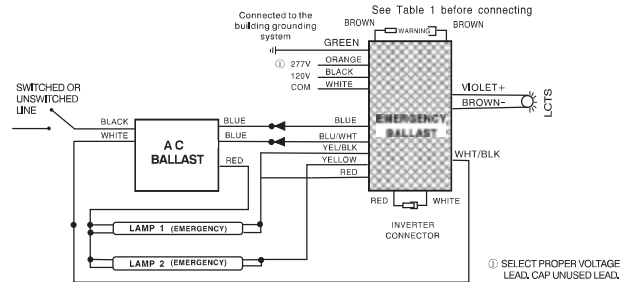 See Table 1 before connecting
Connected to the
building grounding
system
BROWN
WARNING
BROWN
GREEN
① 277V
ORANGE
120V
BLACK
COM
WHITE
VIOLET+
BROWN-
LCTS
SWITCHED OR
UNSWITCHED
LINE
BLACK
WHITE
AC
BALLAST
BLUE
BLUE
RED
BLUE
BLU/WHT
YEL/BLK
YELLOW
RED
EMERGENCY
BALLAST
WHT/BLK
RED
WHITE
INVERTER
CONNECTOR
LAMP 1 (EMERGENCY)
LAMP 2 (EMERGENCY)
① SELECT PROPER VOLTAGE
LEAD. CAP UNUSED LEAD.